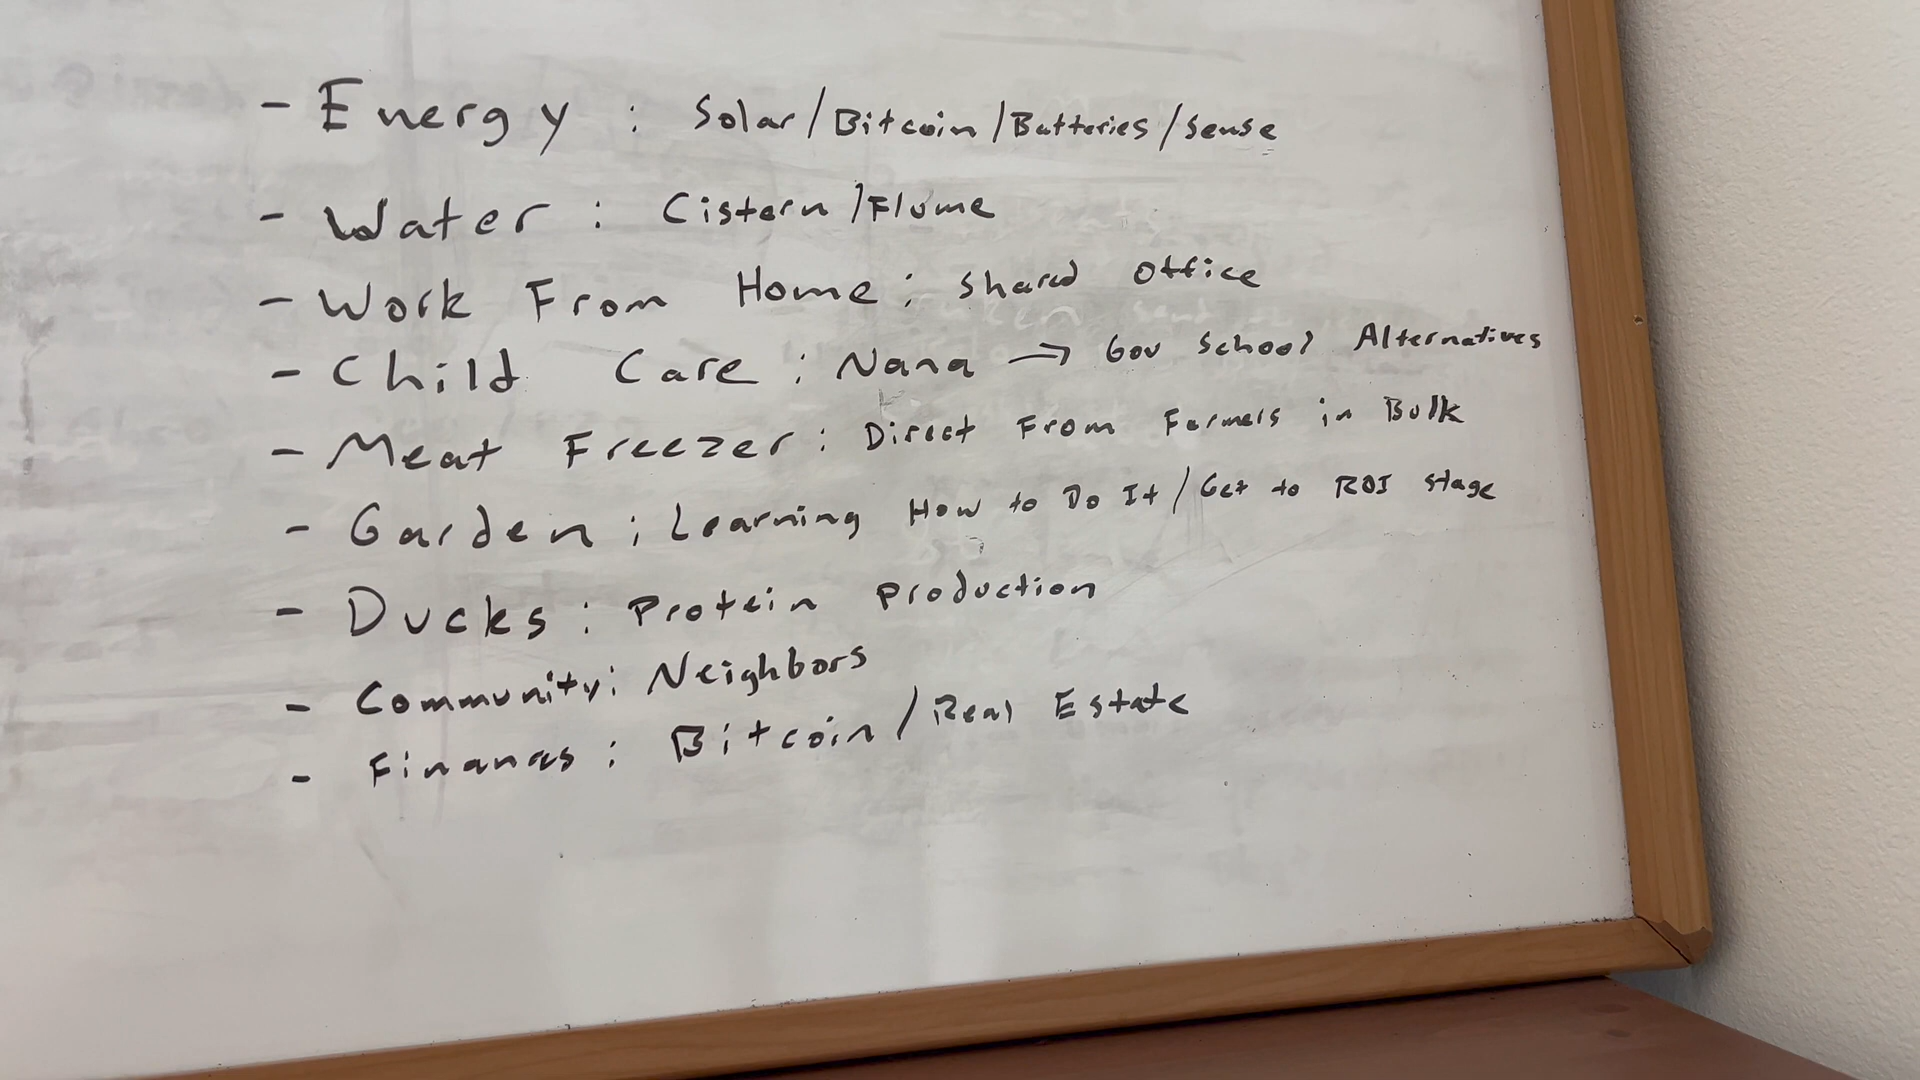 - Energy : Solar/Bitcoin/Batteries/Sense
- Water : Cistern/Flume
- Work From Home : Shared Office
- Child Care : Nana → Gov School Alternatives
- Meat Freezer : Direct From Farmers in Bulk
- Garden : Learning How to Do It/Get to ROI stage
- Ducks : Protein Production
- Community : Neighbors
- Finances : Bitcoin/Real Estate